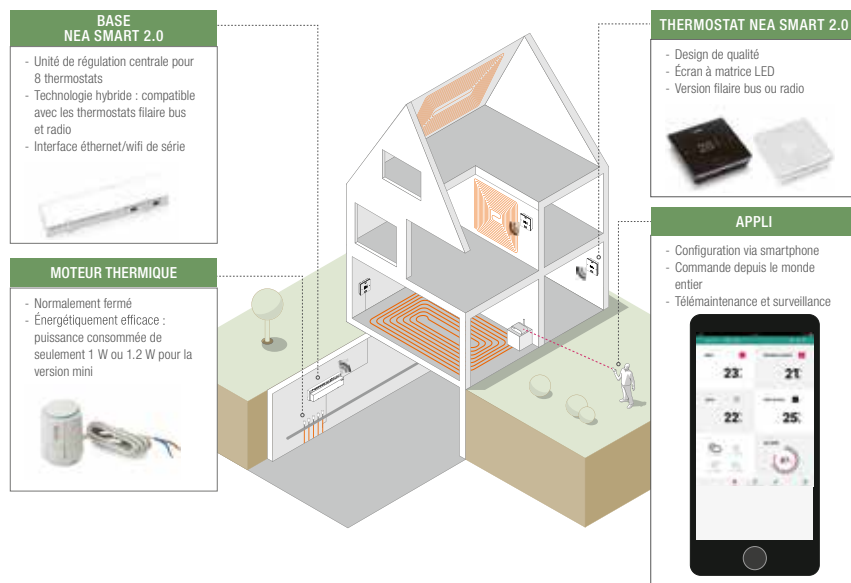 BASE
NEA SMART 2.0
- Unité de régulation centrale pour
8 thermostats
- Technologie hybride : compatible
avec les thermostats filaire bus
et radio
- Interface éthernet/wifi de série
MOTEUR THERMIQUE
- Normalement fermé
- Énergétiquement efficace :
puissance consommée de
seulement 1 W ou 1.2 W pour la
version mini
THERMOSTAT NEA SMART 2.0
- Design de qualité
- Écran à matrice LED
- Version filaire bus ou radio
APPLI
- Configuration via smartphone
- Commande depuis le monde
entier
- Télémaintenance et surveillance
23.
21.
22.
25.